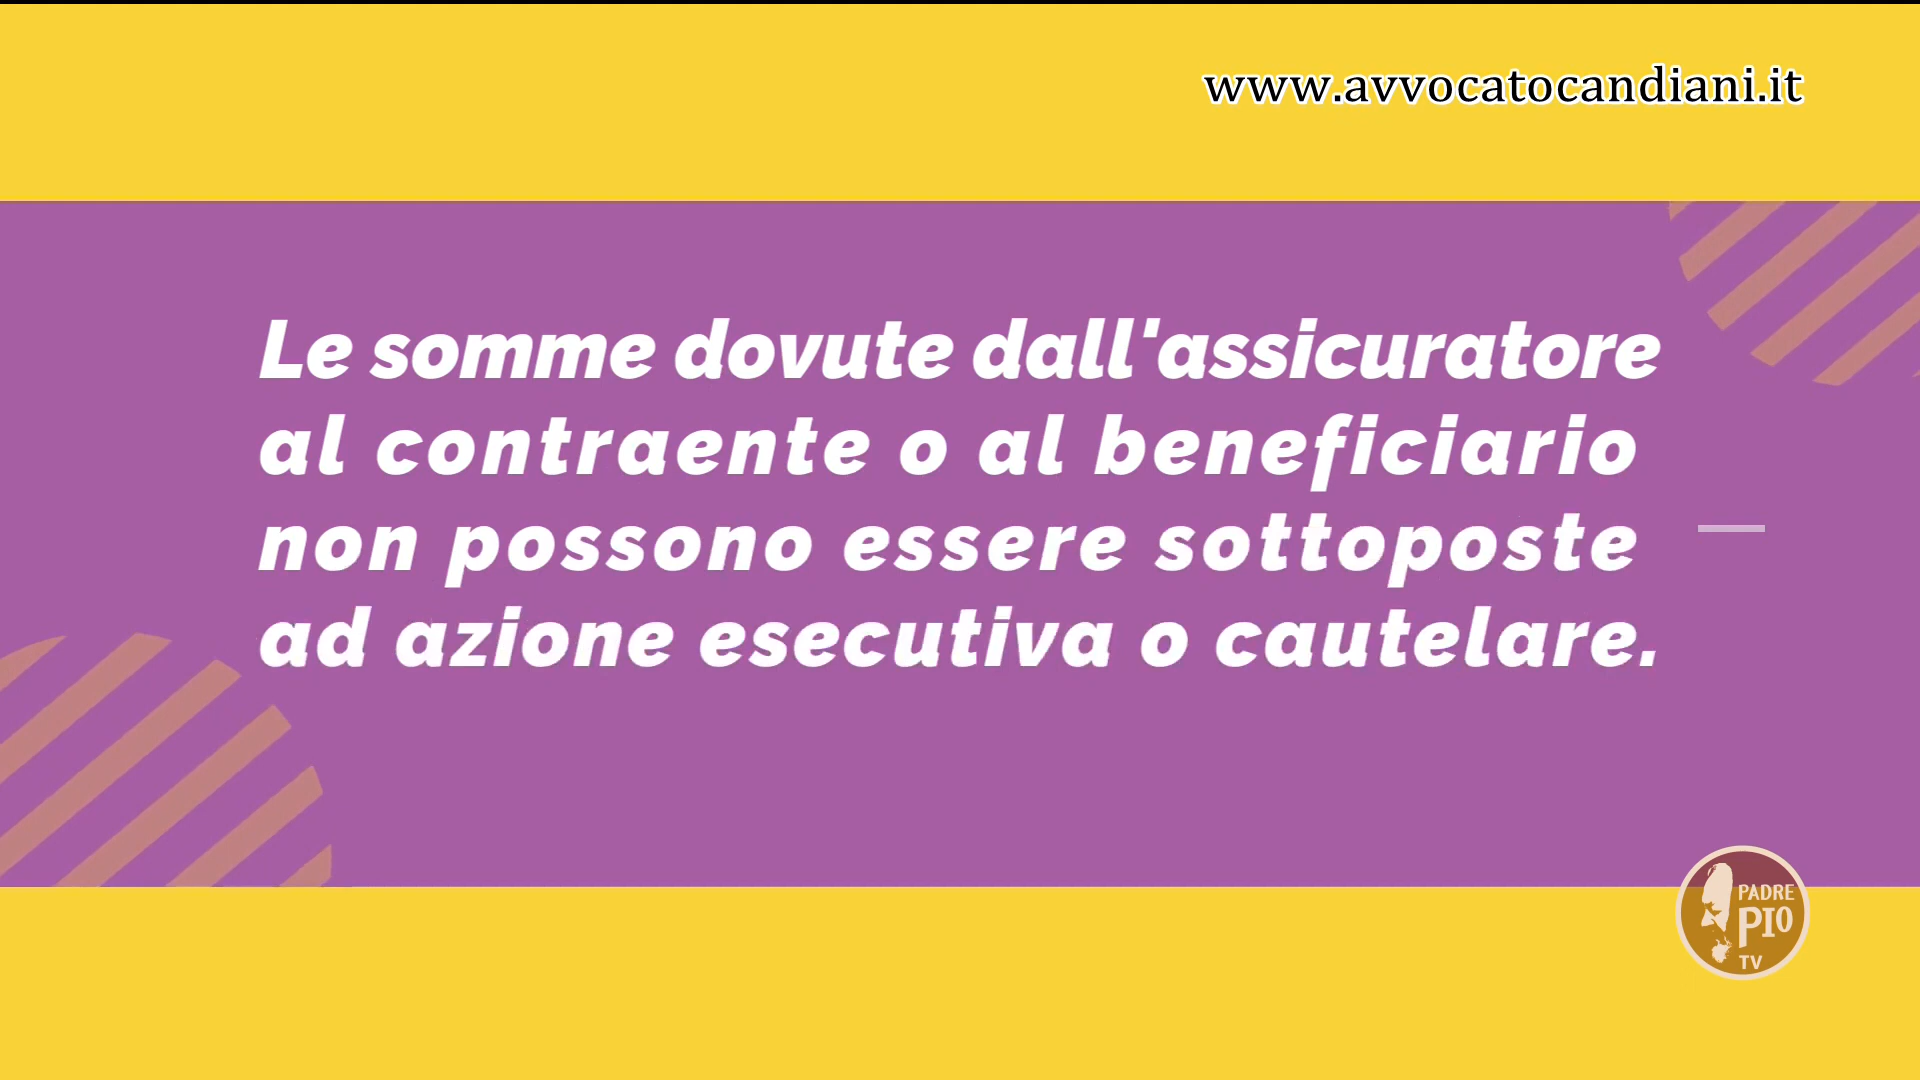 www.avvocatocandiani.it
Le somme dovute dall'assicuratore
al contraente o al beneficiario
non possono essere sottoposte
ad azione esecutiva o cautelare.
PADRE
PIO
TV